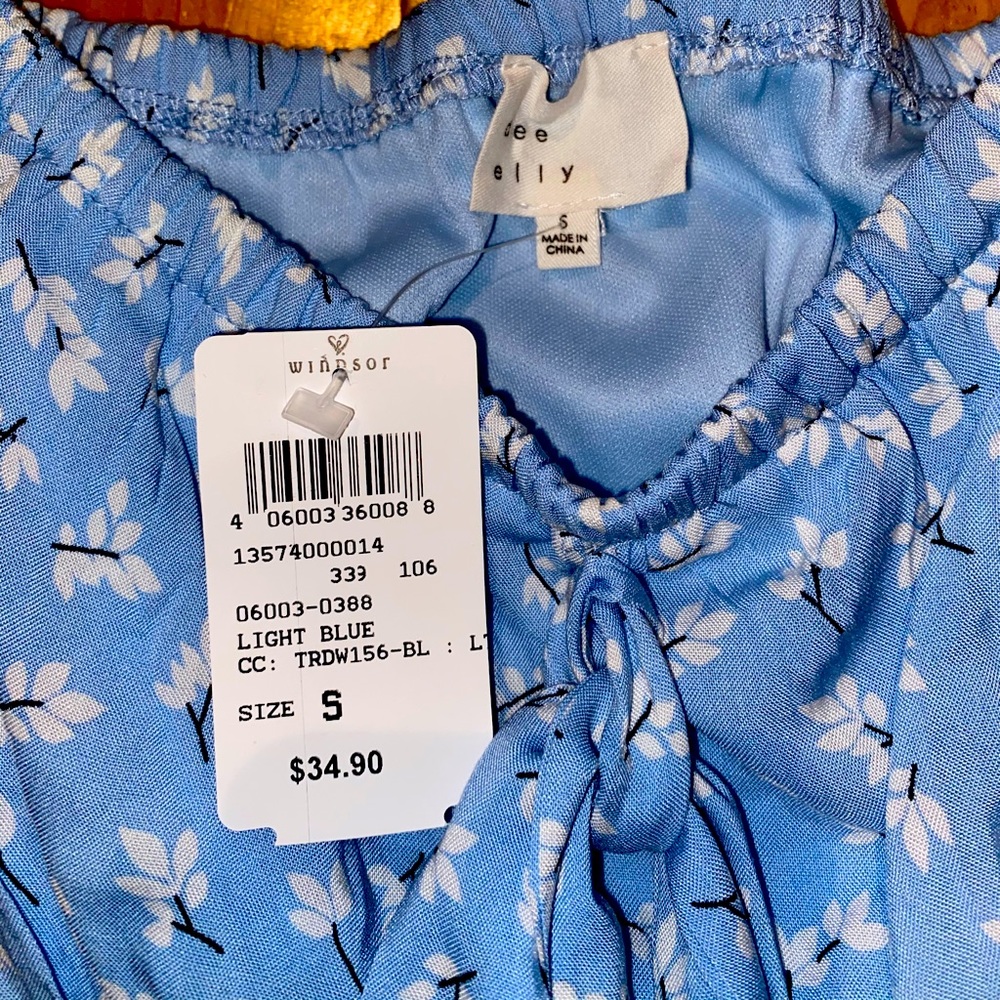 elly
S
MADE IN
CHINA
WINDSOR
4 06003 36008 8
13574000014
339 106
06003-0388
LIGHT BLUE
CC: TRDW156-BL :
SIZE S
$34.90